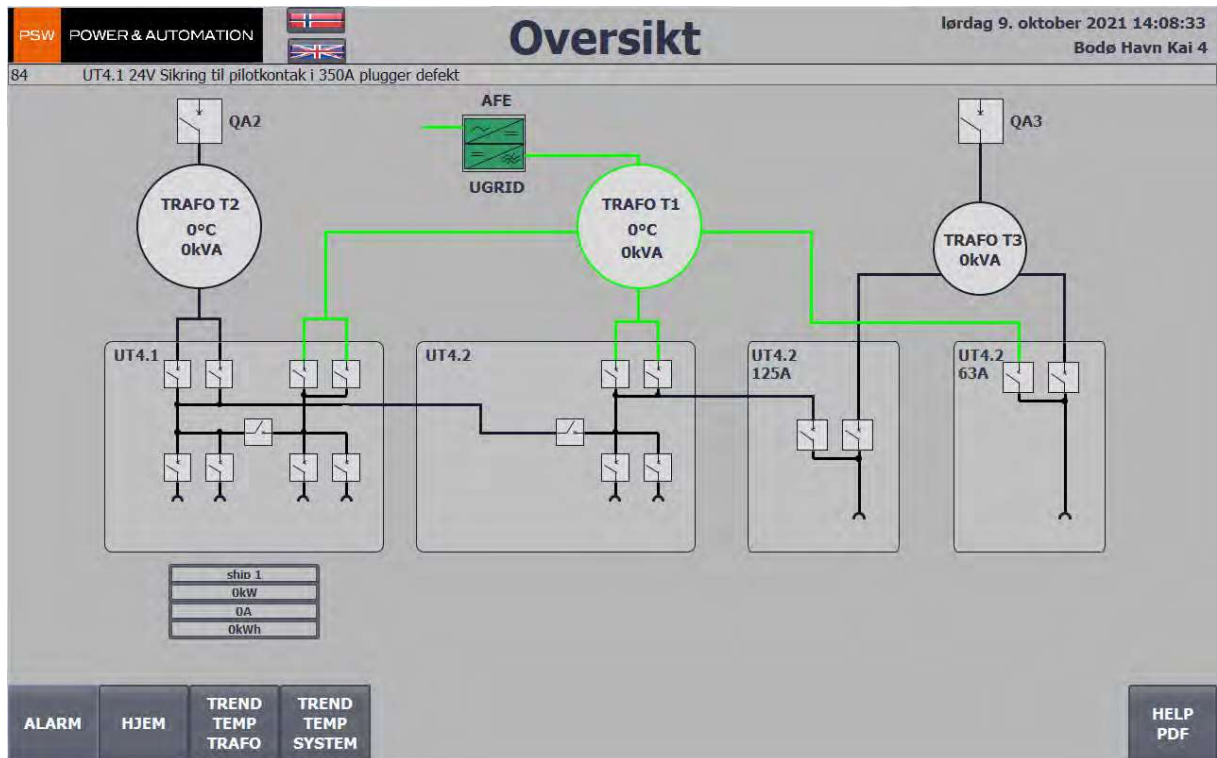 PSW POWER & AUTOMATION
Oversikt
lørdag 9. oktober 2021 14:08:33
Bodø Havn Kai 4
84 UT4.1 24V Sikring til pilotkontak i 350A plugger defekt
QA2
AFE
UGRID
QA3
TRAFO T2
0°C
0kVA
TRAFO T1
0°C
0kVA
TRAFO T3
0kVA
UT4.1
UT4.2
UT4.2
125A
UT4.2
63A
ship 1
0kW
0A
0kWh
ALARM
HJEM
TREND
TEMP
TRAFO
TREND
TEMP
SYSTEM
HELP
PDF